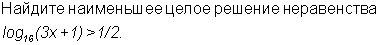 Найдите наименьшее целое решение неравенства
log₁₆(3x+1) >1/2.